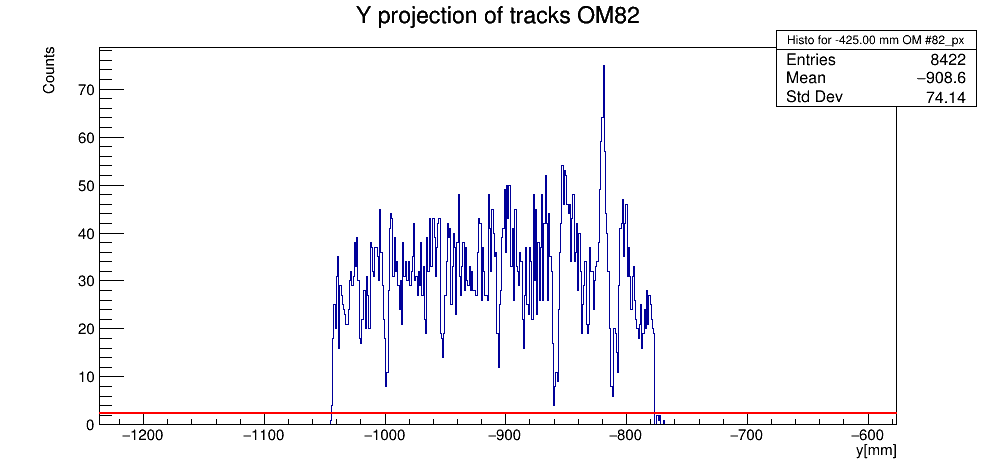 Y projection of tracks OM82
Histo for -425.00 mm OM #82_px
Entries 8422
Mean −908.6
Std Dev 74.14
Counts
70
60
50
40
30
20
10
0
−1200 −1100 −1000 −900 −800 −700 −600
y[mm]